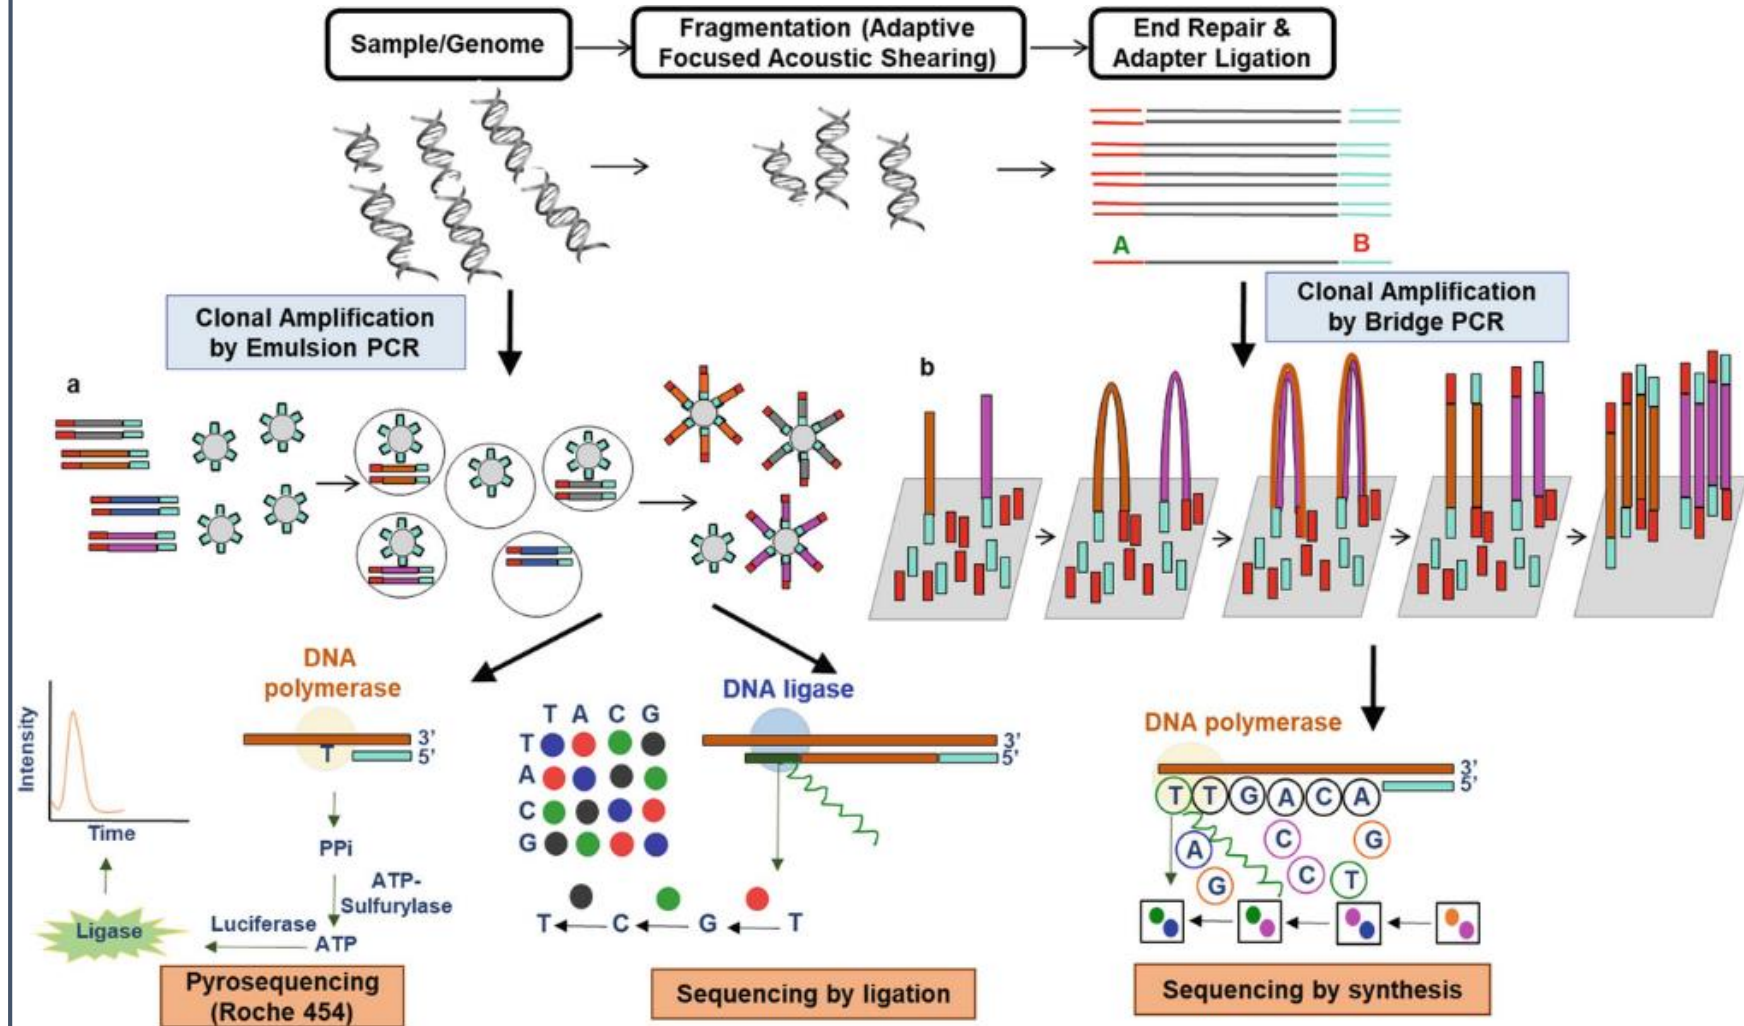 Sample/Genome
Fragmentation (Adaptive
Focused Acoustic Shearing)
End Repair &
Adapter Ligation
A
B
Clonal Amplification
by Emulsion PCR
Clonal Amplification
by Bridge PCR
a
b
DNA
polymerase
3'
T
5'
Intensity
Time
PPi
ATP-
Sulfurylase
Luciferase
ATP
Ligase
Pyrosequencing
(Roche 454)
DNA ligase
T A C G
T
A
C
G
3'
5'
T C G T
Sequencing by ligation
DNA polymerase
3'
5'
T T G A C A
A C G
G C T
Sequencing by synthesis